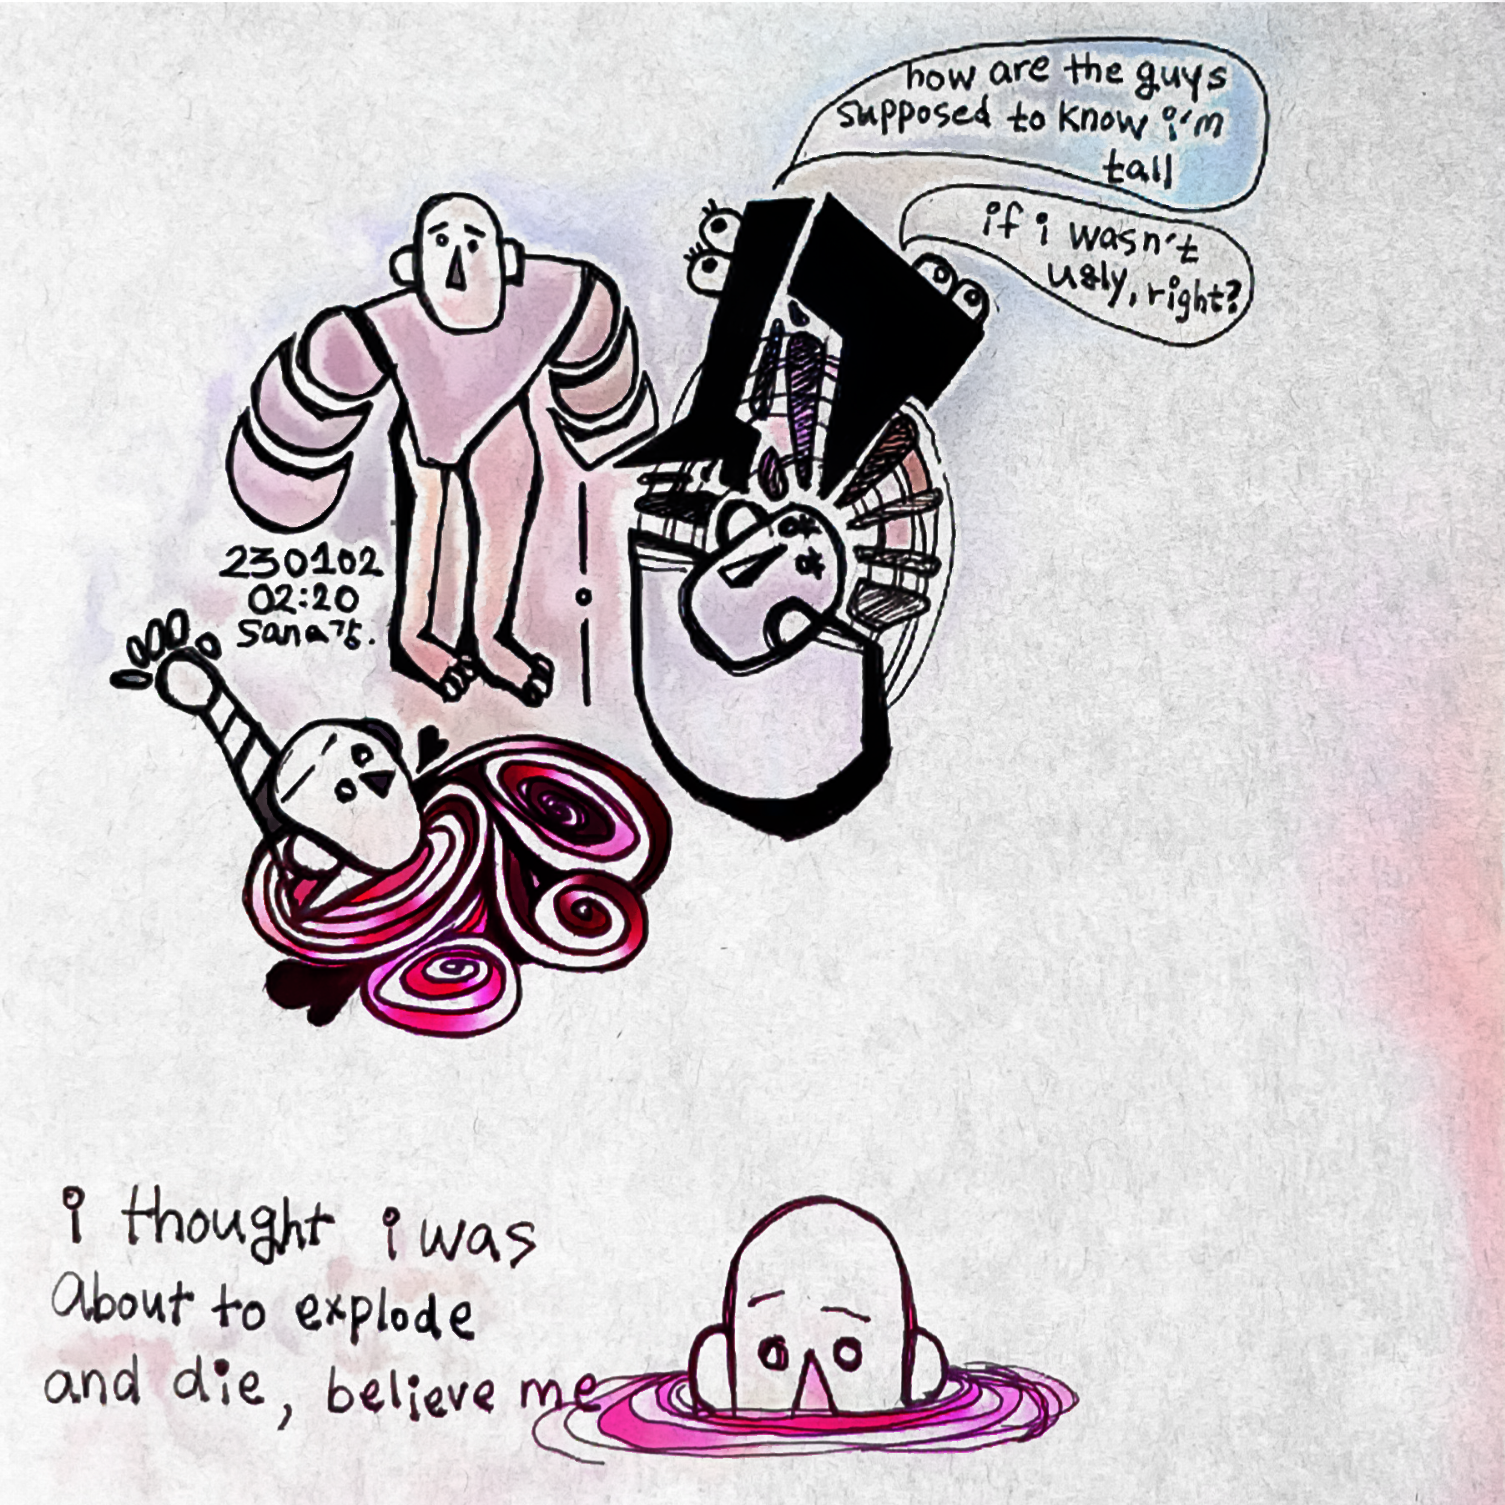 how are the guys
supposed to know i'm
tall
if i wasn't
ugly, right?
230102
02:20
i thought i was
about to explode
and die, believe me